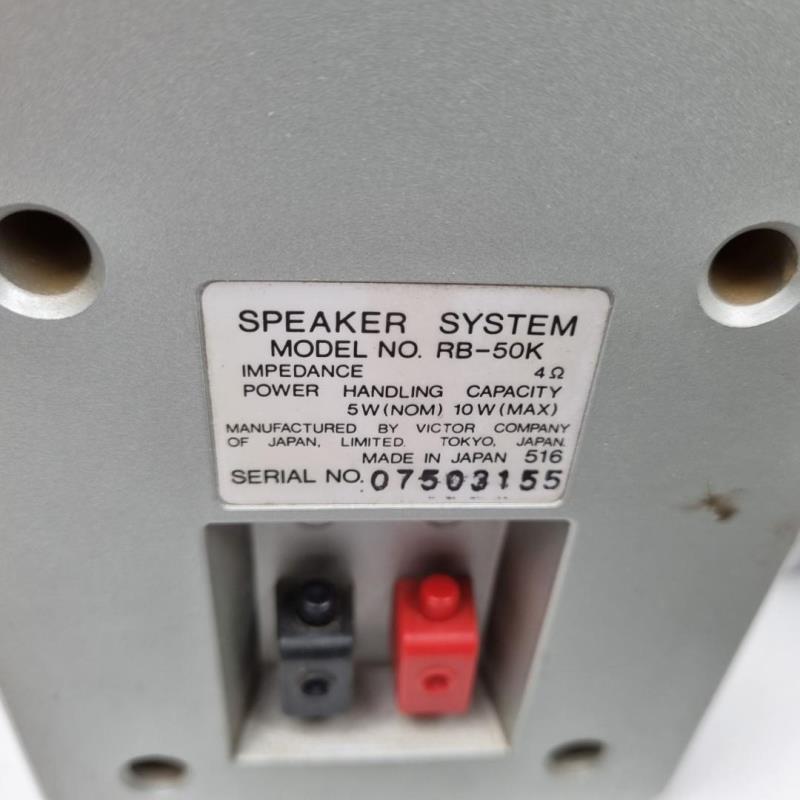 SPEAKER SYSTEM
MODEL NO. RB-50K
IMPEDANCE 4Ω
POWER HANDLING CAPACITY
5W(NOM) 10W(MAX)
MANUFACTURED BY VICTOR COMPANY
OF JAPAN, LIMITED. TOKYO, JAPAN.
MADE IN JAPAN 516
SERIAL NO. 07503155